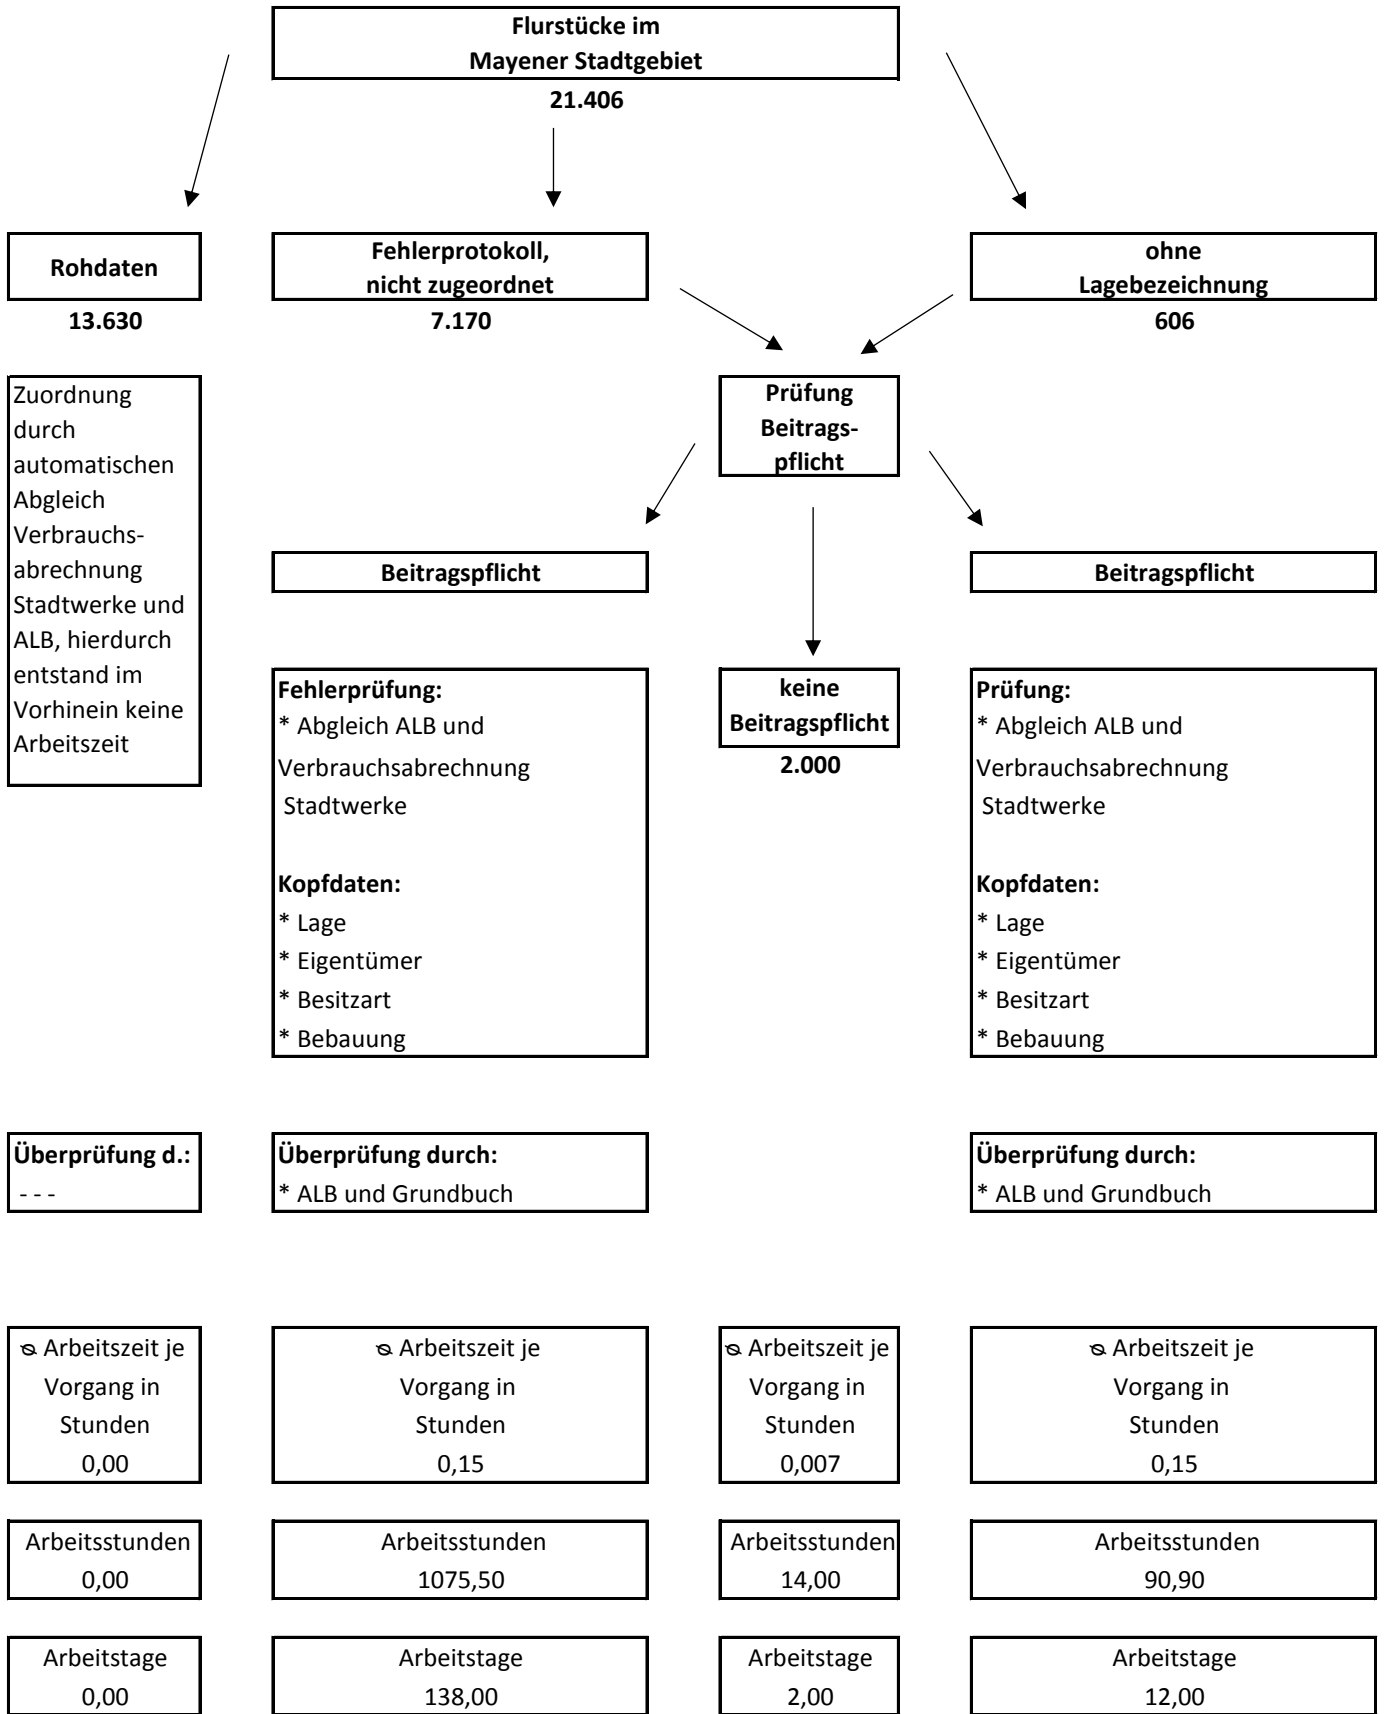 Flurstücke im
Mayener Stadtgebiet
21.406
Rohdaten
13.630
Fehlerprotokoll,
nicht zugeordnet
7.170
ohne
Lagebezeichnung
606
Zuordnung
durch
automatischen
Abgleich
Verbrauchs-
abrechnung
Stadtwerke und
ALB, hierdurch
entstand im
Vorhinein keine
Arbeitszeit
Prüfung
Beitrags-
pflicht
Beitragspflicht
Beitragspflicht
Fehlerprüfung:
* Abgleich ALB und
Verbrauchsabrechnung
Stadtwerke
Kopfdaten:
* Lage
* Eigentümer
* Besitzart
* Bebauung
keine
Beitragspflicht
2.000
Prüfung:
* Abgleich ALB und
Verbrauchsabrechnung
Stadtwerke
Kopfdaten:
* Lage
* Eigentümer
* Besitzart
* Bebauung
Überprüfung d.:
- - -
Überprüfung durch:
* ALB und Grundbuch
Überprüfung durch:
* ALB und Grundbuch
ᴓ Arbeitszeit je
Vorgang in
Stunden
0,00
ᴓ Arbeitszeit je
Vorgang in
Stunden
0,15
ᴓ Arbeitszeit je
Vorgang in
Stunden
0,007
ᴓ Arbeitszeit je
Vorgang in
Stunden
0,15
Arbeitsstunden
0,00
Arbeitsstunden
1075,50
Arbeitsstunden
14,00
Arbeitsstunden
90,90
Arbeitstage
0,00
Arbeitstage
138,00
Arbeitstage
2,00
Arbeitstage
12,00